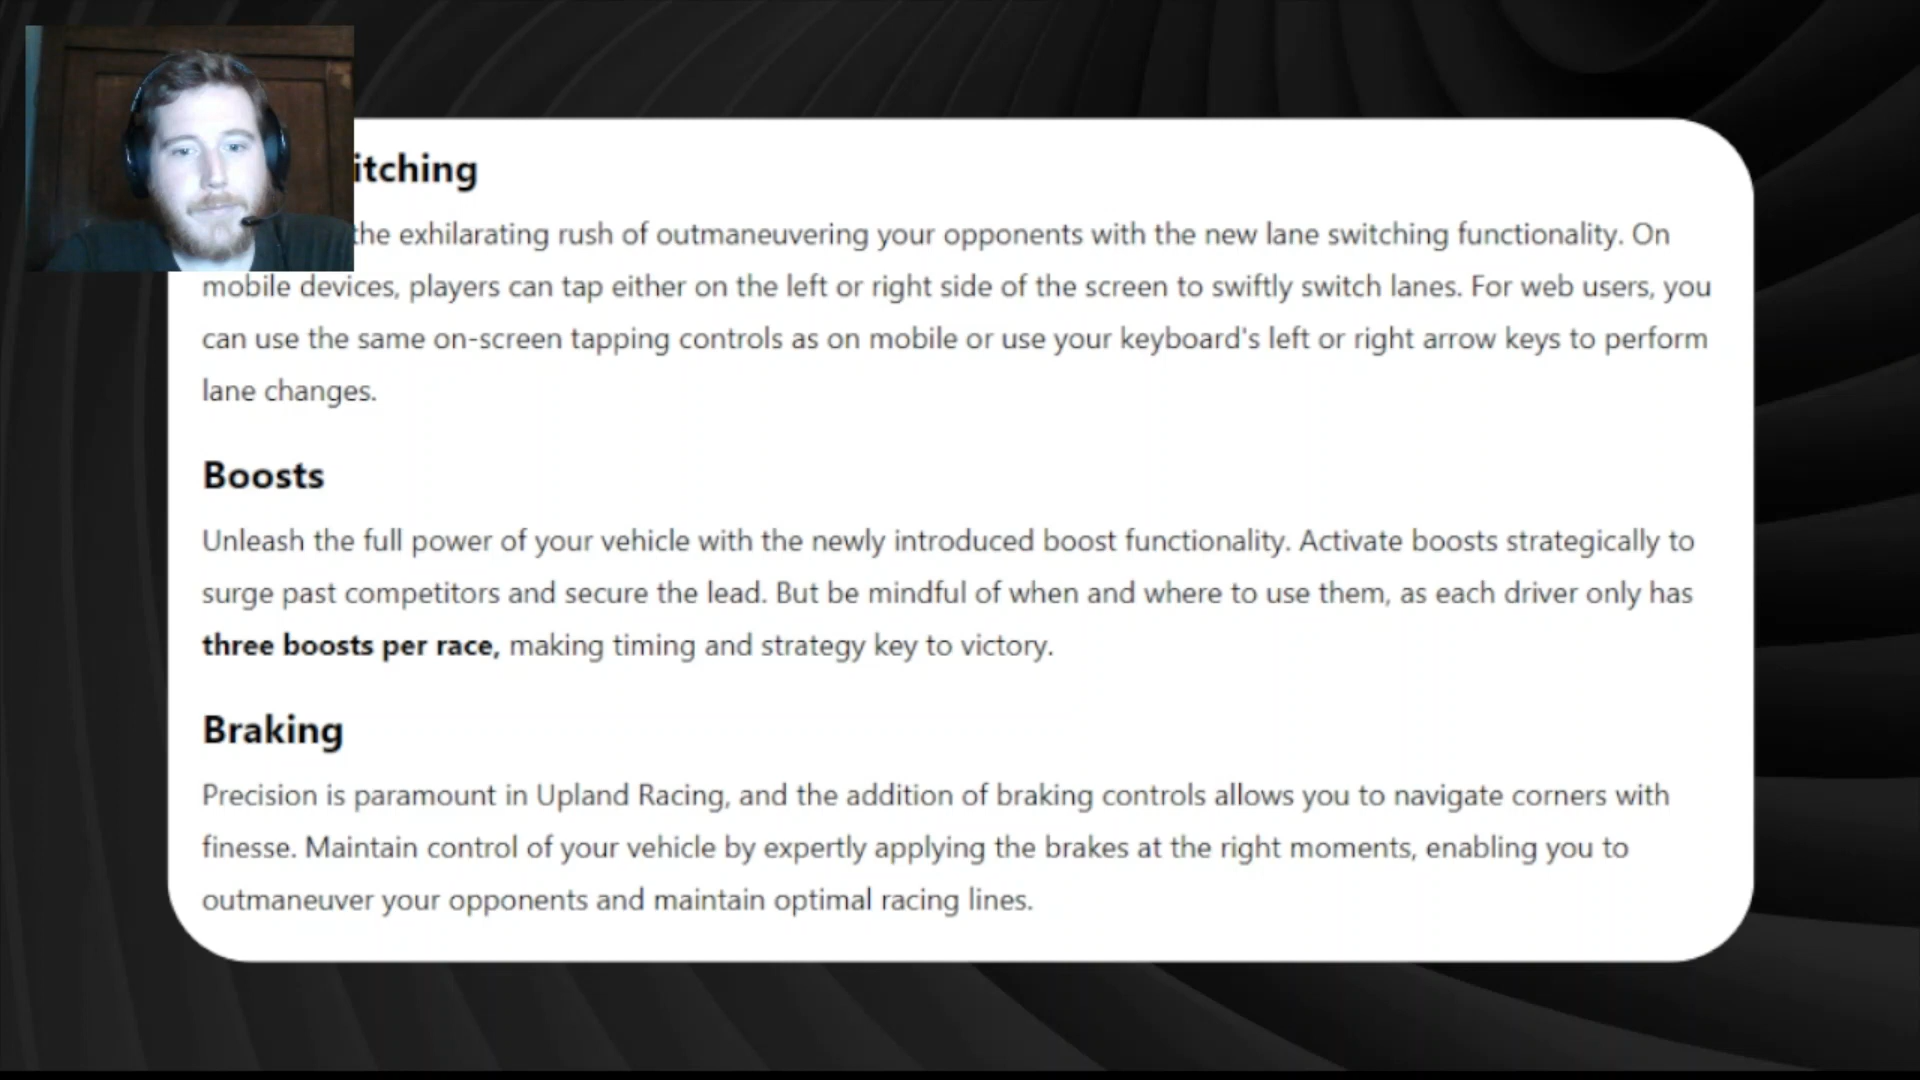 itching
the exhilarating rush of outmaneuvering your opponents with the new lane switching functionality. On
mobile devices, players can tap either on the left or right side of the screen to swiftly switch lanes. For web users, you
can use the same on-screen tapping controls as on mobile or use your keyboard's left or right arrow keys to perform
lane changes.
Boosts
Unleash the full power of your vehicle with the newly introduced boost functionality. Activate boosts strategically to
surge past competitors and secure the lead. But be mindful of when and where to use them, as each driver only has
three boosts per race, making timing and strategy key to victory.
Braking
Precision is paramount in Upland Racing, and the addition of braking controls allows you to navigate corners with
finesse. Maintain control of your vehicle by expertly applying the brakes at the right moments, enabling you to
outmaneuver your opponents and maintain optimal racing lines.